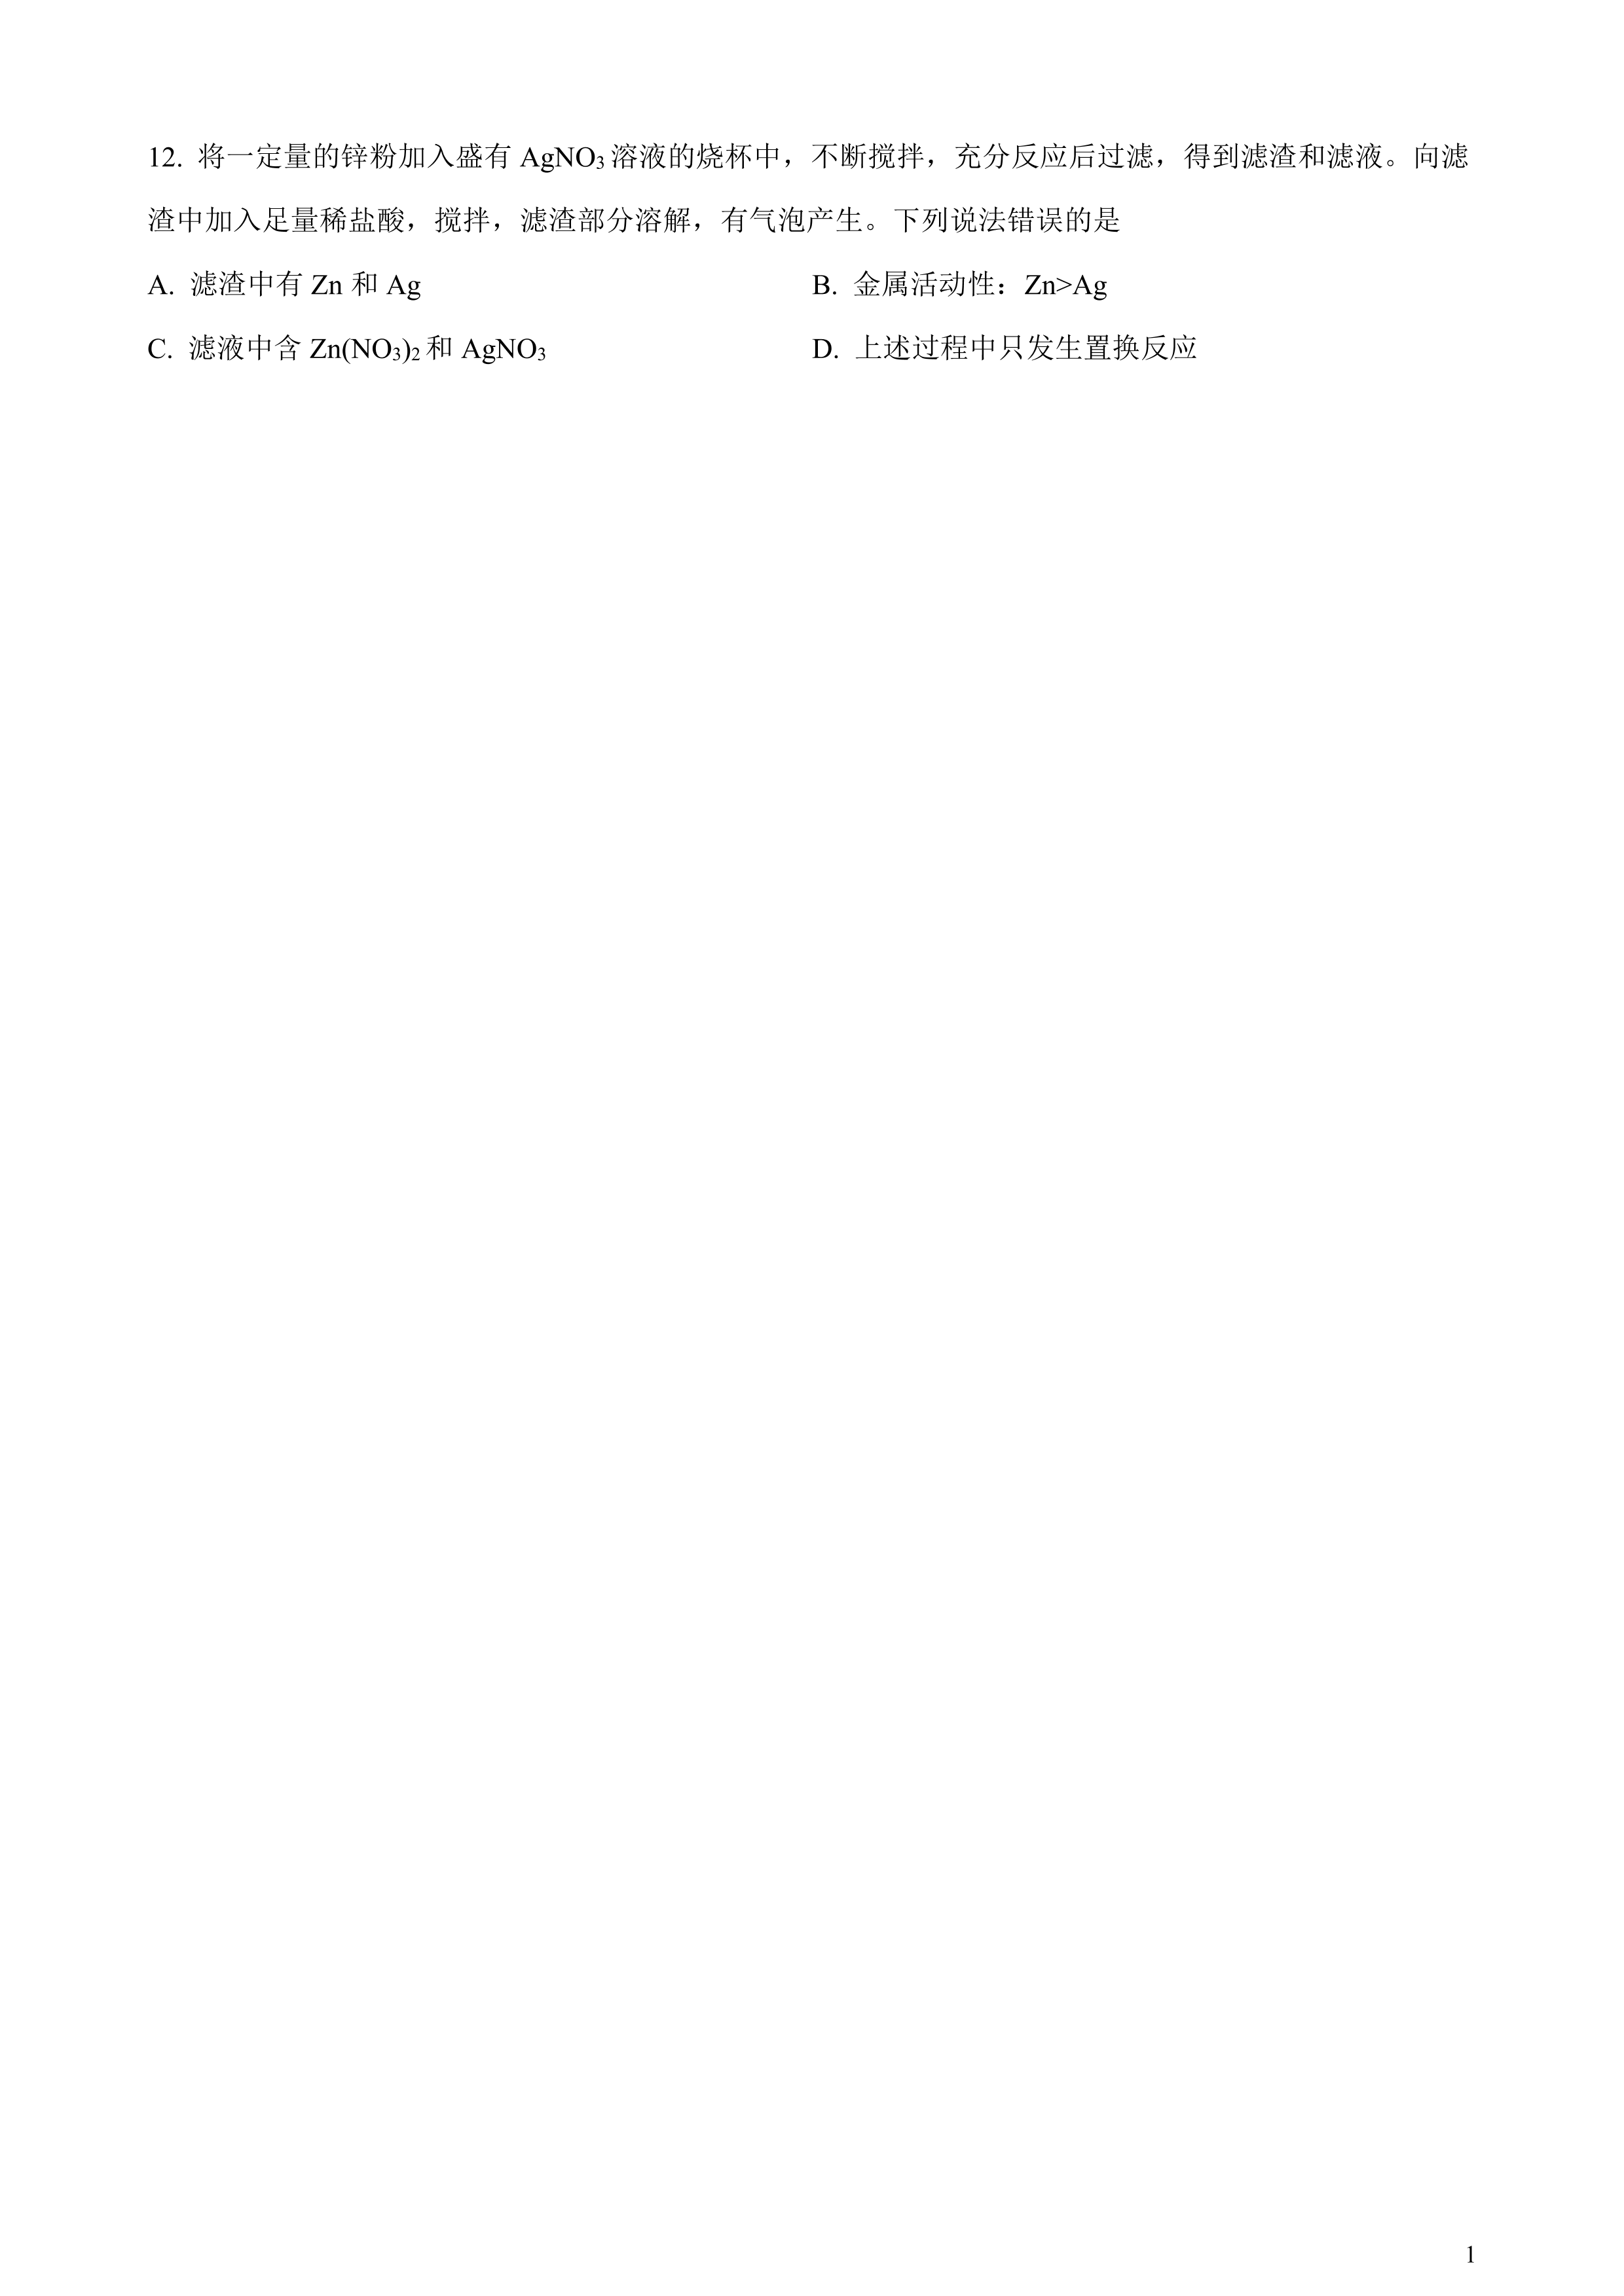 12. 将一定量的锌粉加入盛有 AgNO₃ 溶液的烧杯中，不断搅拌，充分反应后过滤，得到滤渣和滤液。向滤
渣中加入足量稀盐酸，搅拌，滤渣部分溶解，有气泡产生。下列说法错误的是
A. 滤渣中有 Zn 和 Ag B. 金属活动性：Zn>Ag
C. 滤液中含 Zn(NO₃)₂ 和 AgNO₃ D. 上述过程中只发生置换反应
1